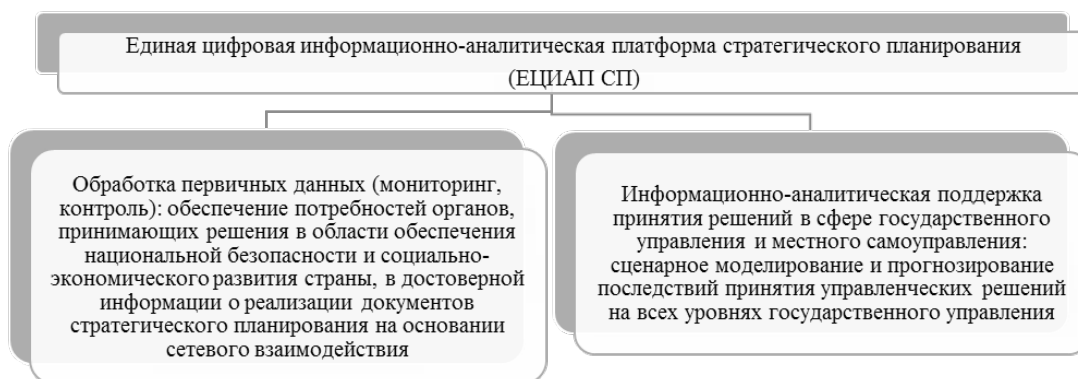 Единая цифровая информационно-аналитическая платформа стратегического планирования
(ЕЦИАП СП)
Обработка первичных данных (мониторинг,
контроль): обеспечение потребностей органов,
принимающих решения в области обеспечения
национальной безопасности и социально-
экономического развития страны, в достоверной
информации о реализации документов
стратегического планирования на основании
сетевого взаимодействия
Информационно-аналитическая поддержка
принятия решений в сфере государственного
управления и местного самоуправления:
сценарное моделирование и прогнозирование
последствий принятия управленческих решений
на всех уровнях государственного управления